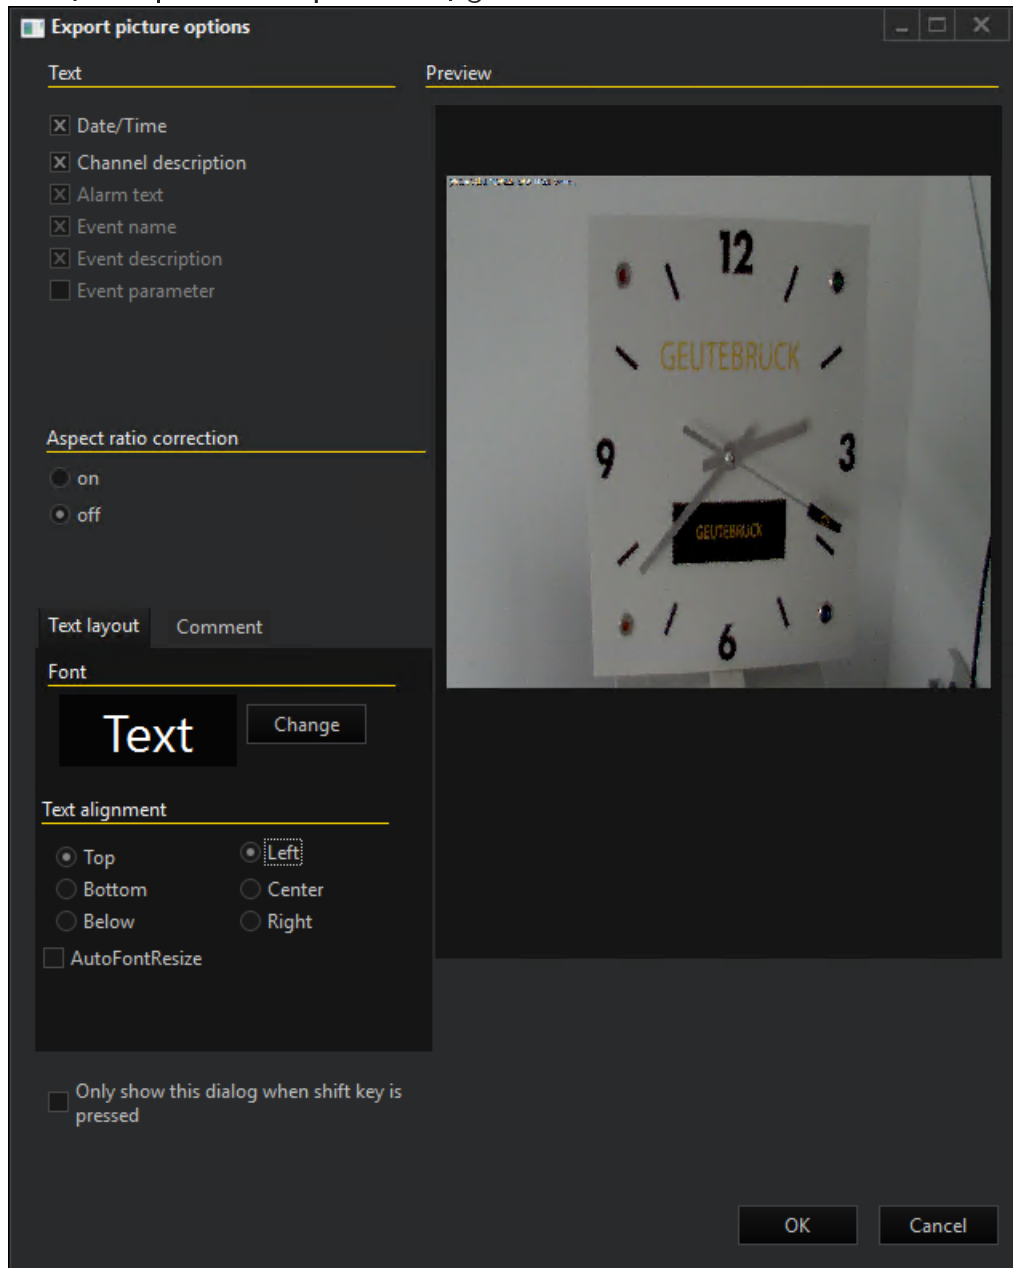 Export picture options
Text
Date/Time
Channel description
Alarm text
Event name
Event description
Event parameter
Aspect ratio correction
on
off
Text layout Comment
Font
Text Change
Text alignment
Top Left
Bottom Center
Below Right
AutoFontResize
Only show this dialog when shift key is
pressed
Preview
12
GEUTEBRUCK
9 3
GEUTEBRUCK
6
OK Cancel